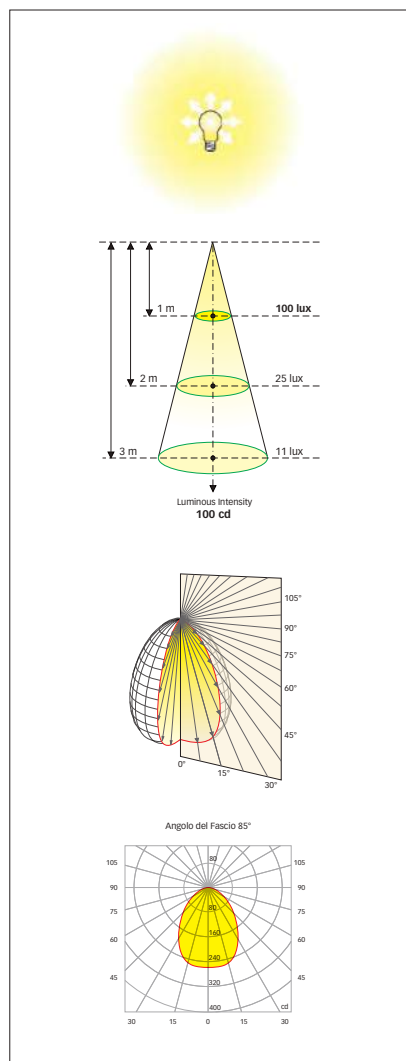 1 m 100 lux
2 m 25 lux
3 m 11 lux
Luminous Intensity
100 cd
105°
90°
75°
60°
45°
0° 15° 30°
Angolo del Fascio 85°
105 80 105
90 90
75 80 75
60 160 60
45 240 45
320
400 cd
30 15 0 15 30